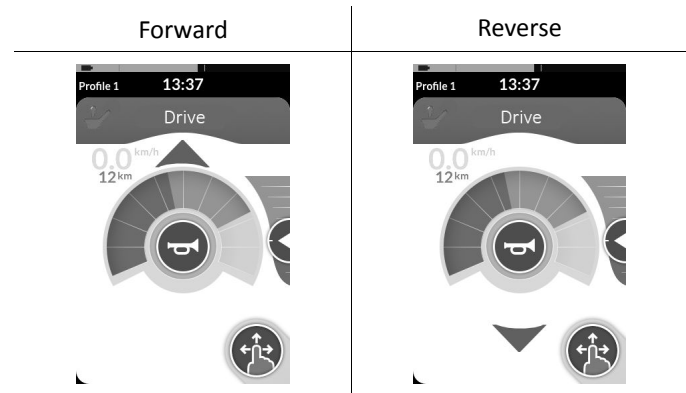 Forward
Reverse
Profile 1 13:37
Drive
0.0 km/h
12 km
Profile 1 13:37
Drive
0.0 km/h
12 km